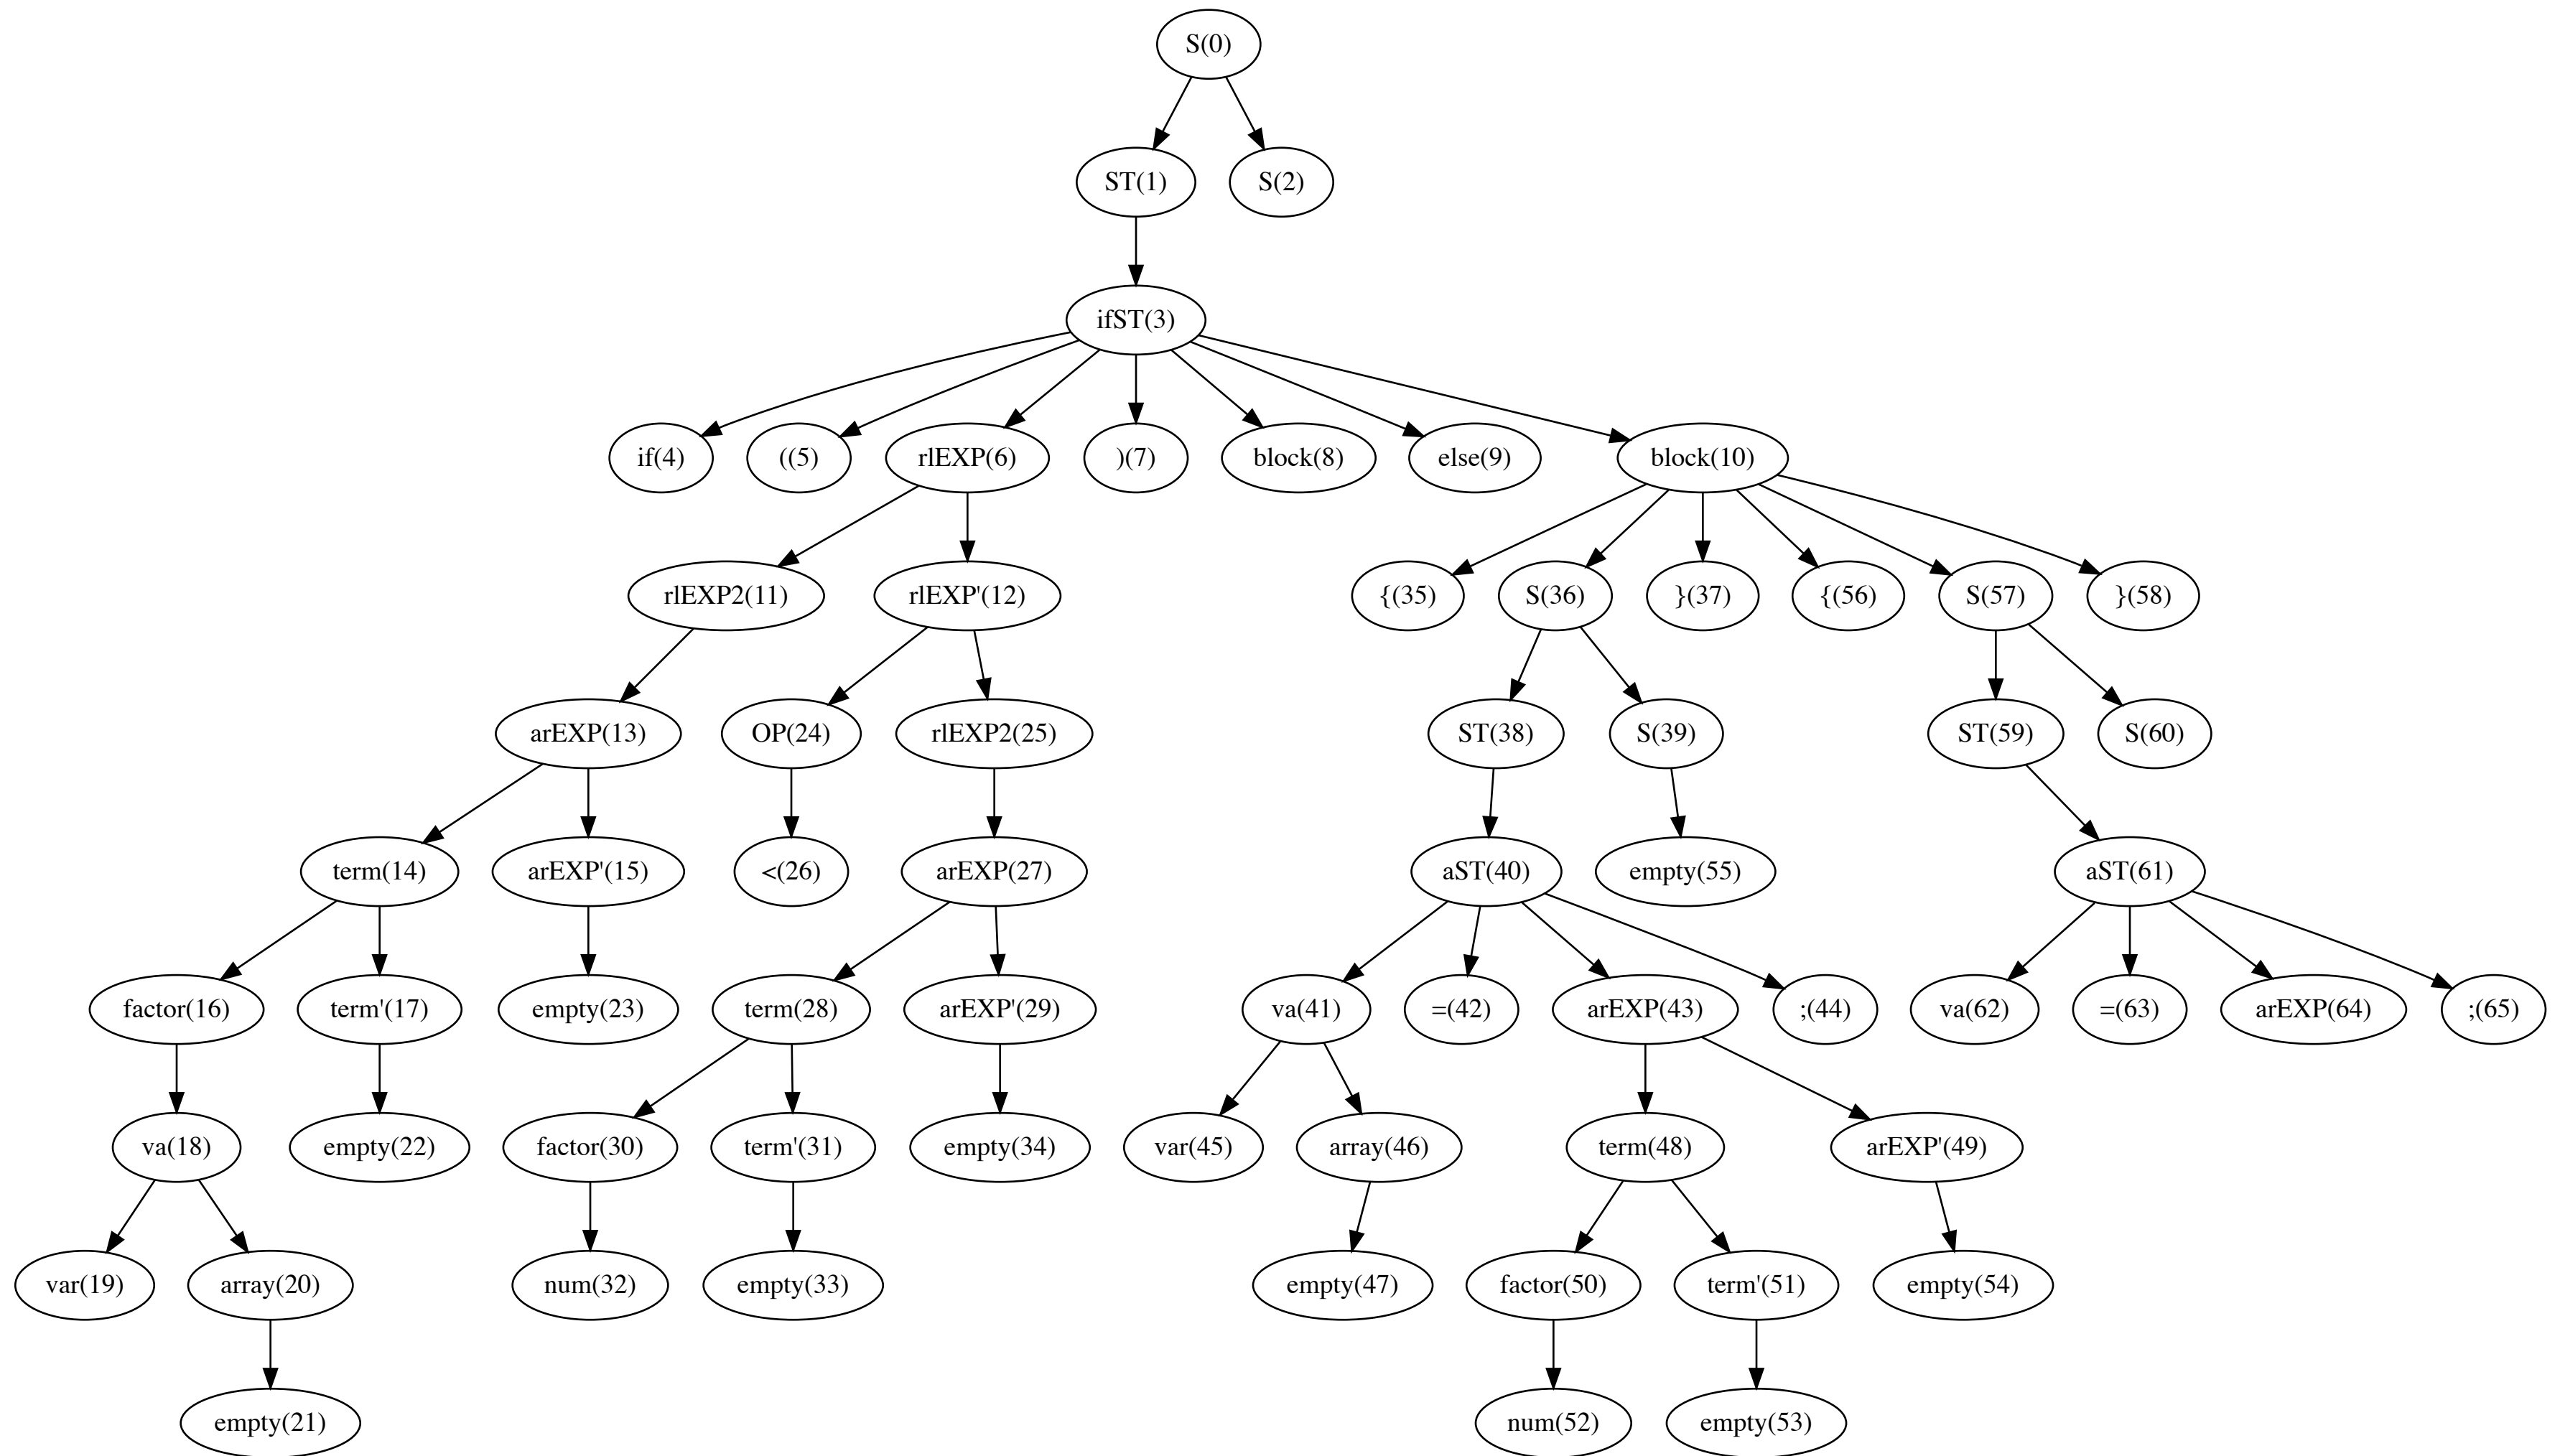 S(0)
ST(1) S(2)
ifST(3)
if(4) ((5) rlEXP(6) )(7) block(8) else(9) block(10)
rlEXP2(11) rlEXP'(12) {(35) S(36) }(37) {(56) S(57) }(58)
arEXP(13) OP(24) rlEXP2(25) ST(38) S(39) ST(59) S(60)
term(14) arEXP'(15) <(26) arEXP(27) aST(40) empty(55) aST(61)
factor(16) term'(17) empty(23) term(28) arEXP'(29) va(41) =(42) arEXP(43) ;(44) va(62) =(63) arEXP(64) ;(65)
va(18) empty(22) factor(30) term'(31) empty(34) var(45) array(46) term(48) arEXP'(49)
var(19) array(20) num(32) empty(33) empty(47) factor(50) term'(51) empty(54)
empty(21) num(52) empty(53)